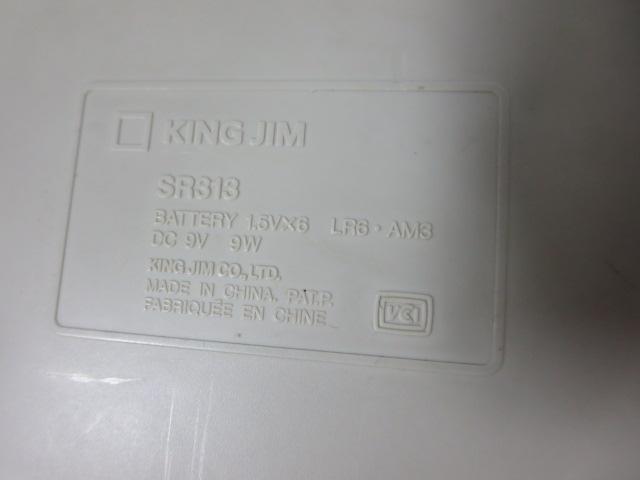 KING JIM
SR313
BATTERY 1.5V×6 LR6・AM3
DC 9V 9W
KING JIM CO., LTD.
MADE IN CHINA. PAT.P.
FABRIQUÉE EN CHINE
VCI